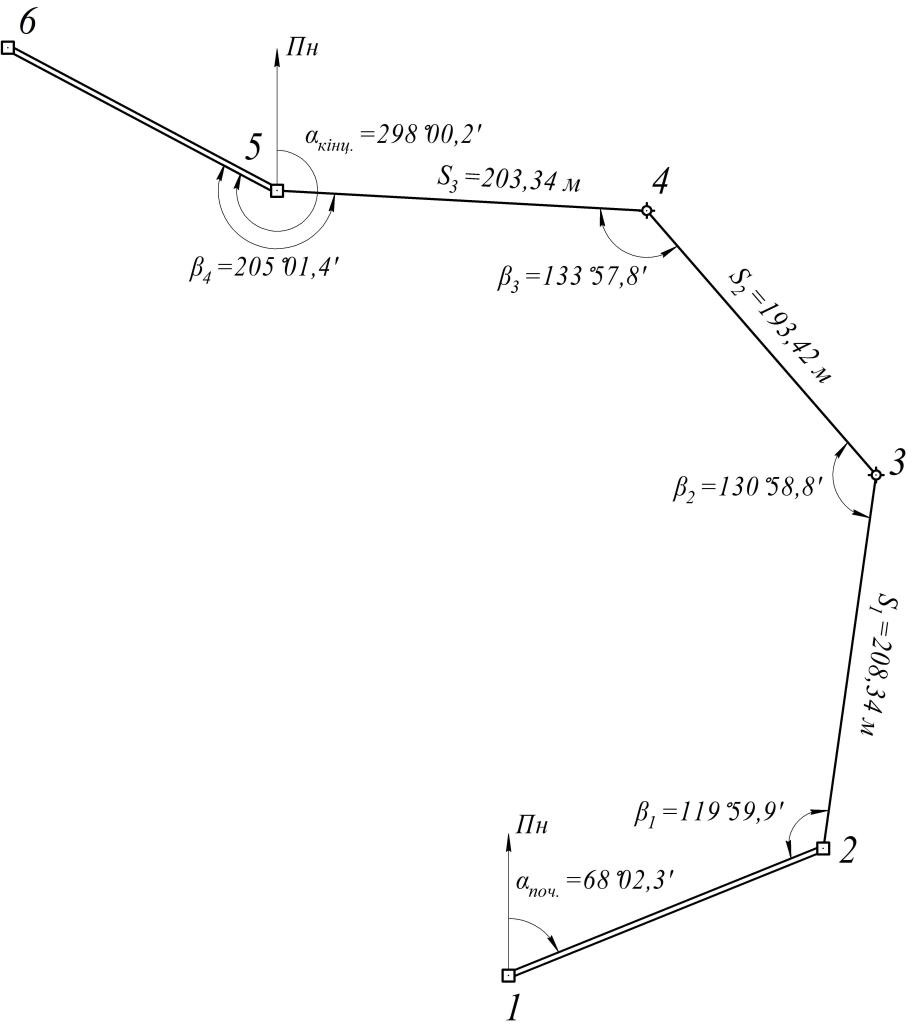 6
Пн
5
αкінц. =298°00,2'
S3 =203,34 м
4
β4 =205°01,4'
β3 =133°57,8'
S2 =193,42 м
3
β2 =130°58,8'
S1 =208,34 м
β1 =119°59,9'
Пн
2
αпоч. =68°02,3'
1